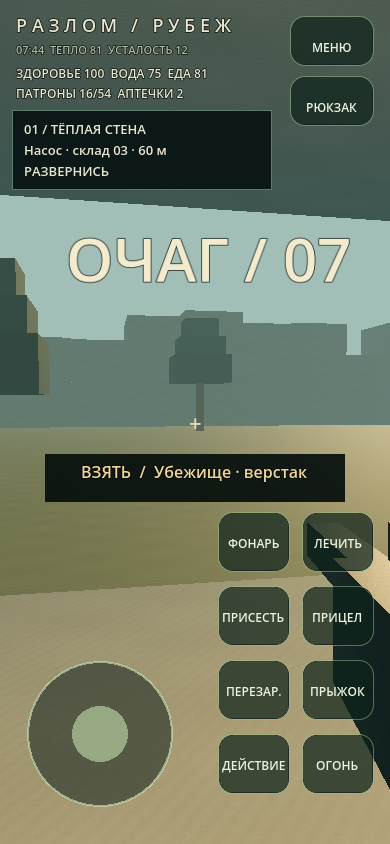 РАЗЛОМ / РУБЕЖ
07:44 ТЕПЛО 81 УСТАЛОСТЬ 12
ЗДОРОВЬЕ 100 ВОДА 75 ЕДА 81
ПАТРОНЫ 16/54 АПТЕЧКИ 2
МЕНЮ
РЮКЗАК
01 / ТЁПЛАЯ СТЕНА
Насос · склад 03 · 60 м
РАЗВЕРНИСЬ
ОЧАГ / 07
ВЗЯТЬ / Убежище · верстак
ФОНАРЬ
ЛЕЧИТЬ
ПРИСЕСТЬ
ПРИЦЕЛ
ПЕРЕЗАР.
ПРЫЖОК
ДЕЙСТВИЕ
ОГОНЬ